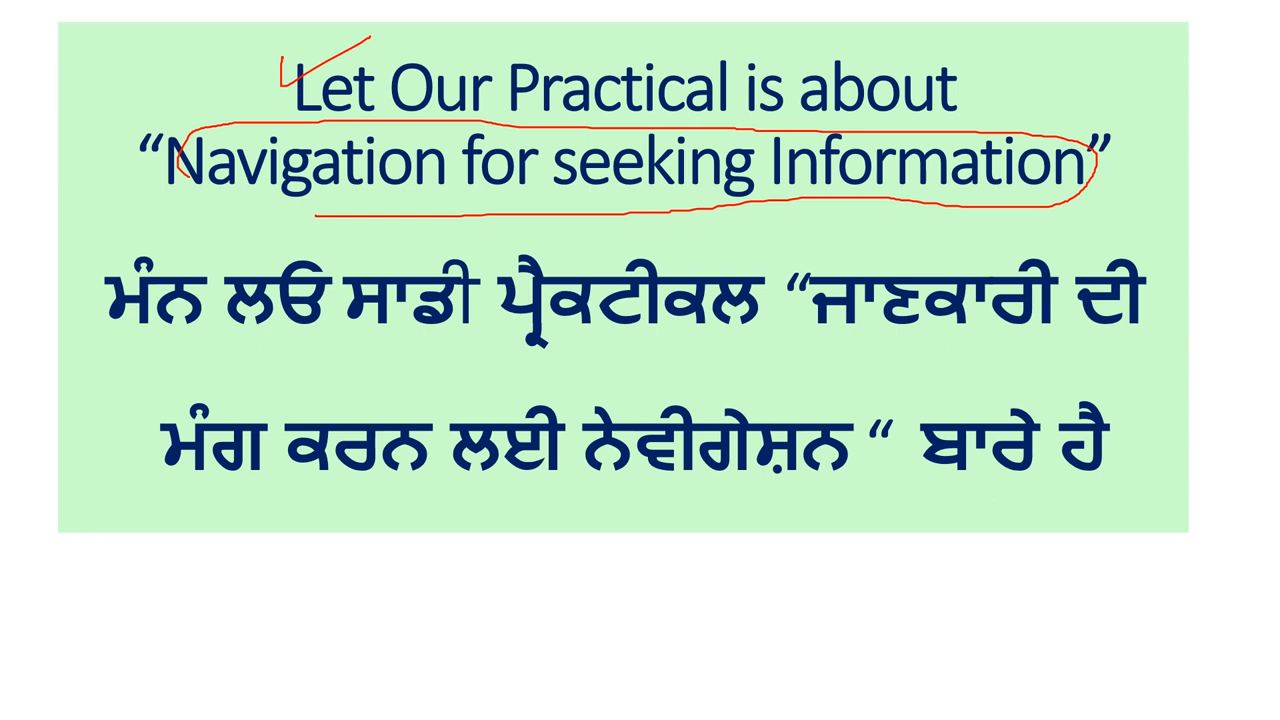 Let Our Practical is about
“Navigation for seeking Information”
ਮੰਨ ਲਓ ਸਾਡੀ ਪ੍ਰੈਕਟੀਕਲ “ਜਾਣਕਾਰੀ ਦੀ
ਮੰਗ ਕਰਨ ਲਈ ਨੇਵੀਗੇਸ਼ਨ “ ਬਾਰੇ ਹੈ